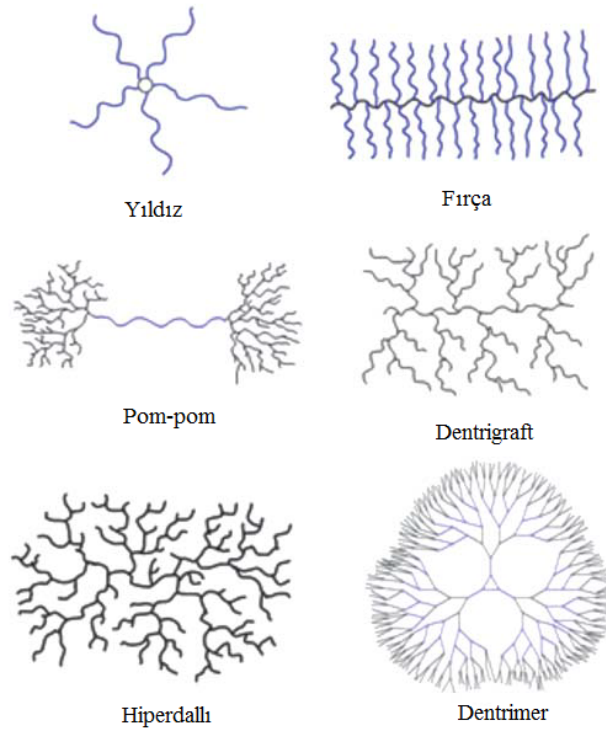 Yıldız
Fırça
Pom-pom
Dentrigraft
Hiperdallı
Dentrimer